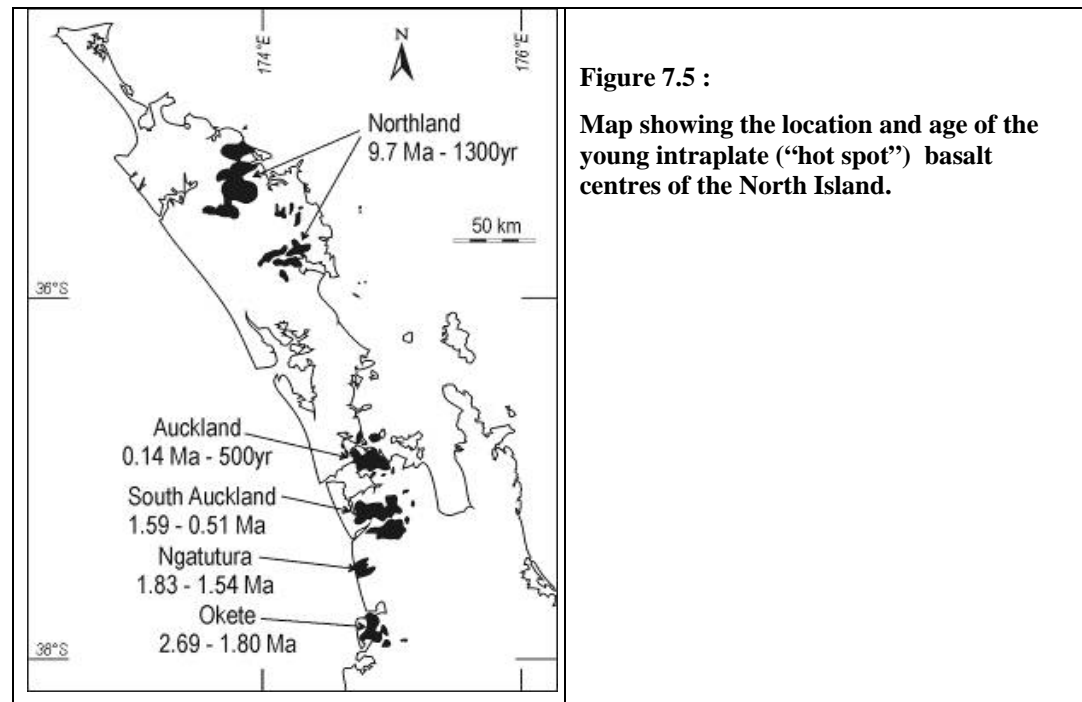 174°E
N
176°E
Northland
9.7 Ma - 1300yr
50 km
36°S
Auckland
0.14 Ma - 500yr
South Auckland
1.59 - 0.51 Ma
Ngatutura
1.83 - 1.54 Ma
Okete
2.69 - 1.80 Ma
38°S
Figure 7.5 :
Map showing the location and age of the
young intraplate (“hot spot”) basalt
centres of the North Island.